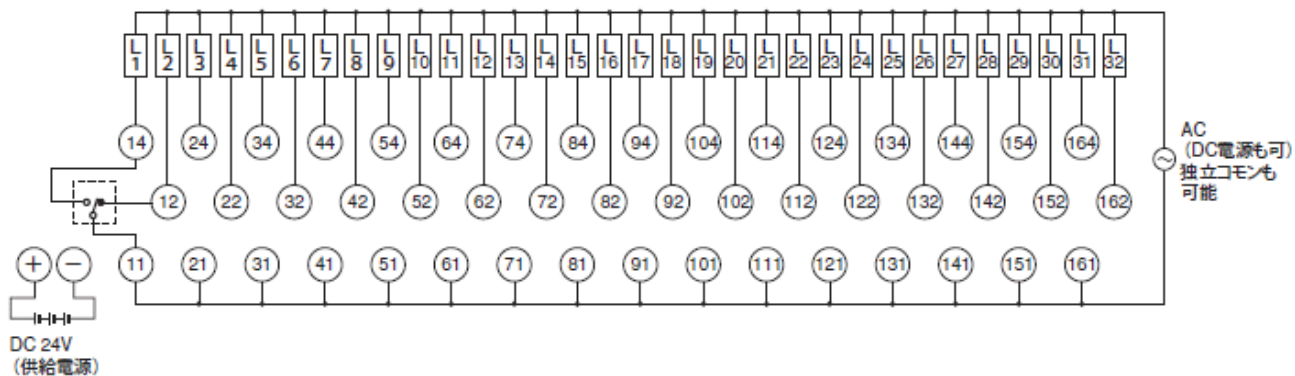 L1 L2 L3 L4 L5 L6 L7 L8 L9 L10 L11 L12 L13 L14 L15 L16 L17 L18 L19 L20 L21 L22 L23 L24 L25 L26 L27 L28 L29 L30 L31 L32
14 24 34 44 54 64 74 84 94 104 114 124 134 144 154 164
AC
（DC電源も可）
独立コモンも
可能
12 22 32 42 52 62 72 82 92 102 112 122 132 142 152 162
+ − 11 21 31 41 51 61 71 81 91 101 111 121 131 141 151 161
DC 24V
（供給電源）